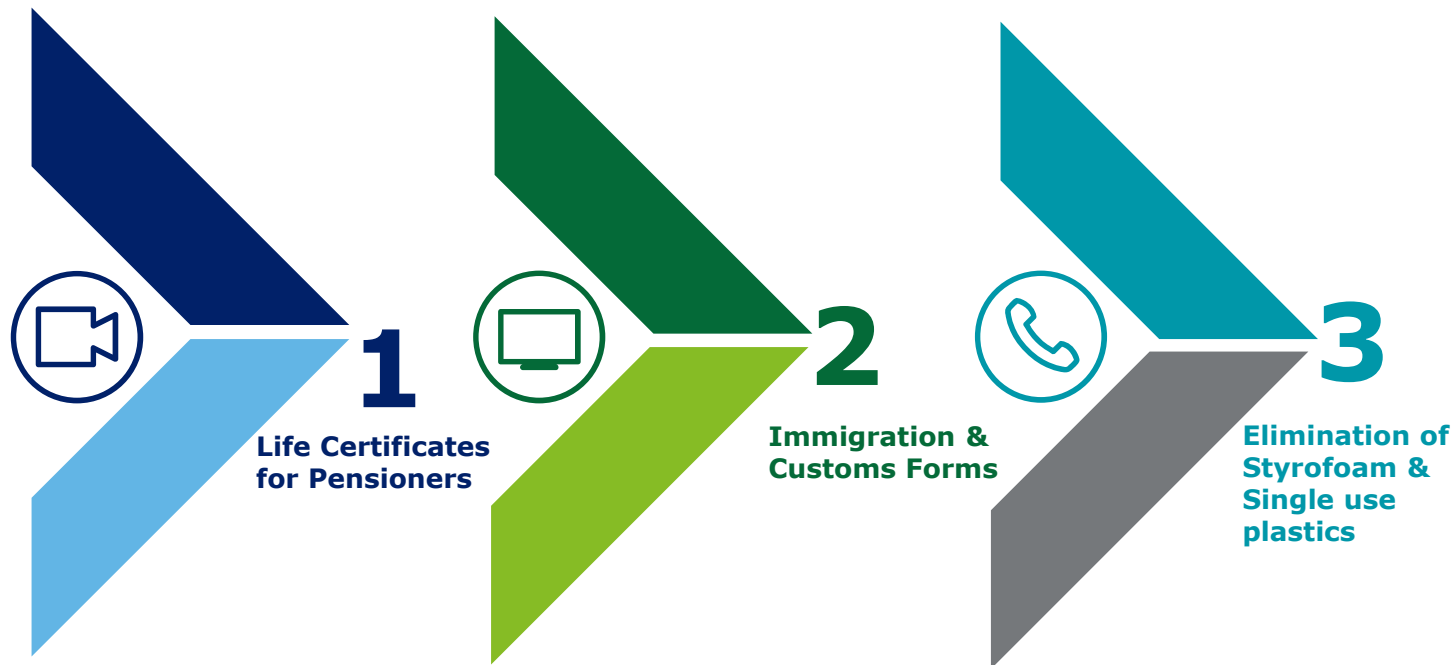 1
Life Certificates
for Pensioners
2
Immigration &
Customs Forms
3
Elimination of
Styrofoam &
Single use
plastics